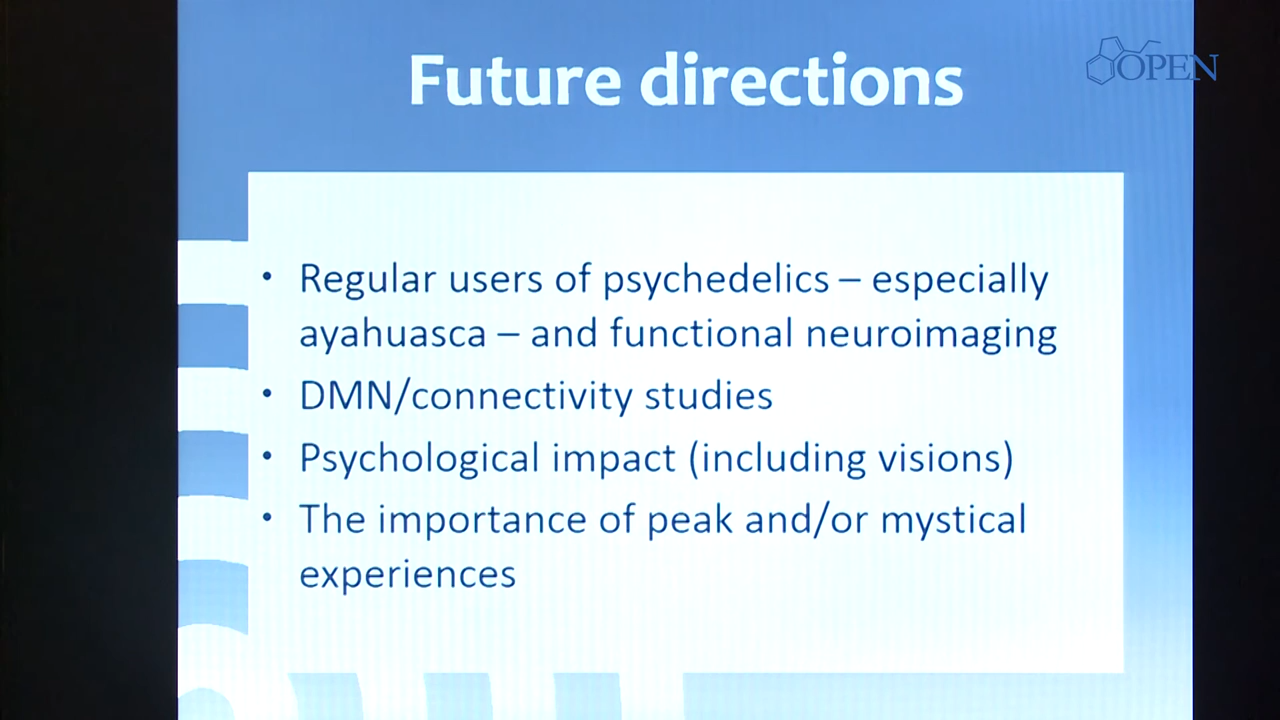 Future directions
OPEN
• Regular users of psychedelics – especially
ayahuasca – and functional neuroimaging
• DMN/connectivity studies
• Psychological impact (including visions)
• The importance of peak and/or mystical
experiences